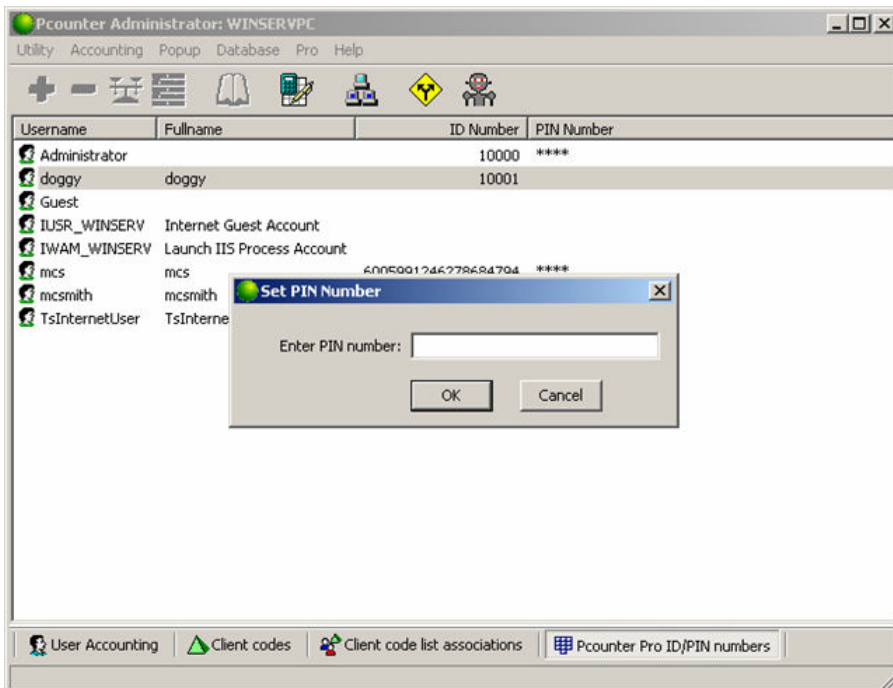 Pcounter Administrator: WINSERVPC
Utility Accounting Popup Database Pro Help
Username Fullname ID Number PIN Number
Administrator 10000 ****
doggy doggy 10001
Guest
IUSR_WINSERV Internet Guest Account
IWAM_WINSERV Launch IIS Process Account
mcs mcs 6005991246278684794 ****
mcsmith mcsmith
TsInternetUser TsInterne
Set PIN Number
Enter PIN number:
OK Cancel
User Accounting Client codes Client code list associations Pcounter Pro ID/PIN numbers